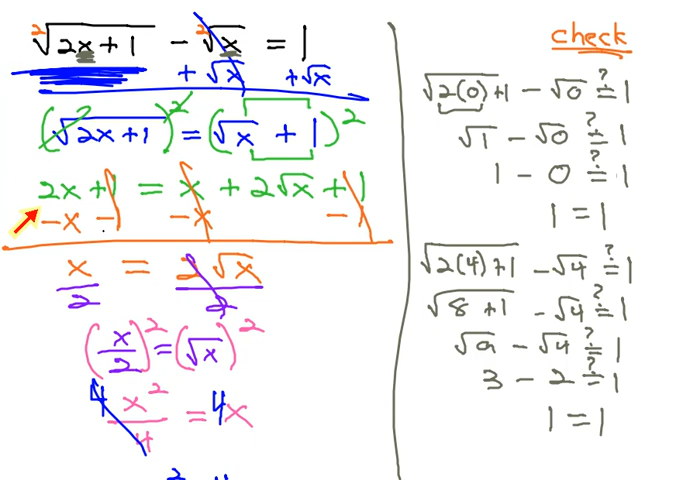 ²√2x + 1 − ²√x = 1
+ √x +√x
(√2x+1)² = (√x + 1)²
2x + 1 = x + 2√x + 1
−x − 1 −x − 1
x/2 = 2√x/2
(x/2)² = (√x)²
4 x²/4 = 4x
check
√2(0)+1 − √0 ≟ 1
√1 − √0 ≟ 1
1 − 0 ≟ 1
1 = 1
√2(4)+1 − √4 ≟ 1
√8 +1 − √4 ≟ 1
√9 − √4 ≟ 1
3 − 2 ≟ 1
1 = 1